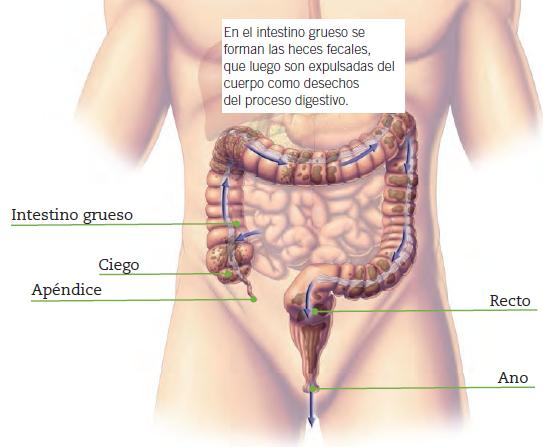 En el intestino grueso se
forman las heces fecales,
que luego son expulsadas del
cuerpo como desechos
del proceso digestivo.
Intestino grueso
Ciego
Apéndice
Recto
Ano